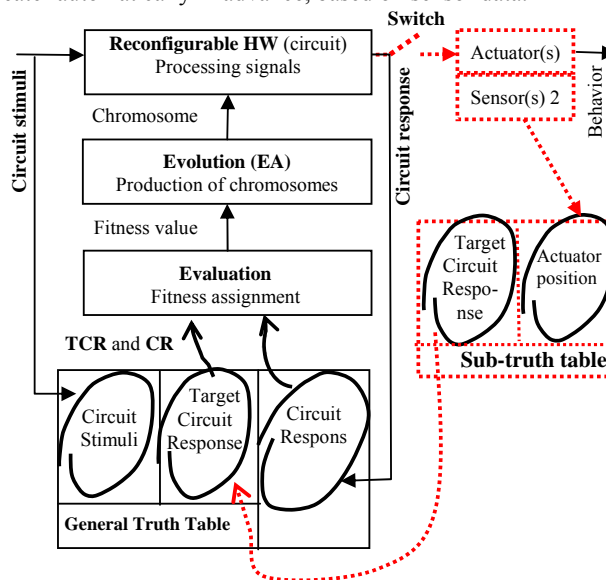 Switch
Reconfigurable HW (circuit)
Processing signals
Actuator(s)
Sensor(s) 2
Behavior
Circuit stimuli
Chromosome
Circuit response
Evolution (EA)
Production of chromosomes
Fitness value
Evaluation
Fitness assignment
Target
Circuit
Respo-
nse
Actuator
position
Sub-truth table
TCR and CR
Circuit
Stimuli
Target
Circuit
Response
Circuit
Respons
General Truth Table